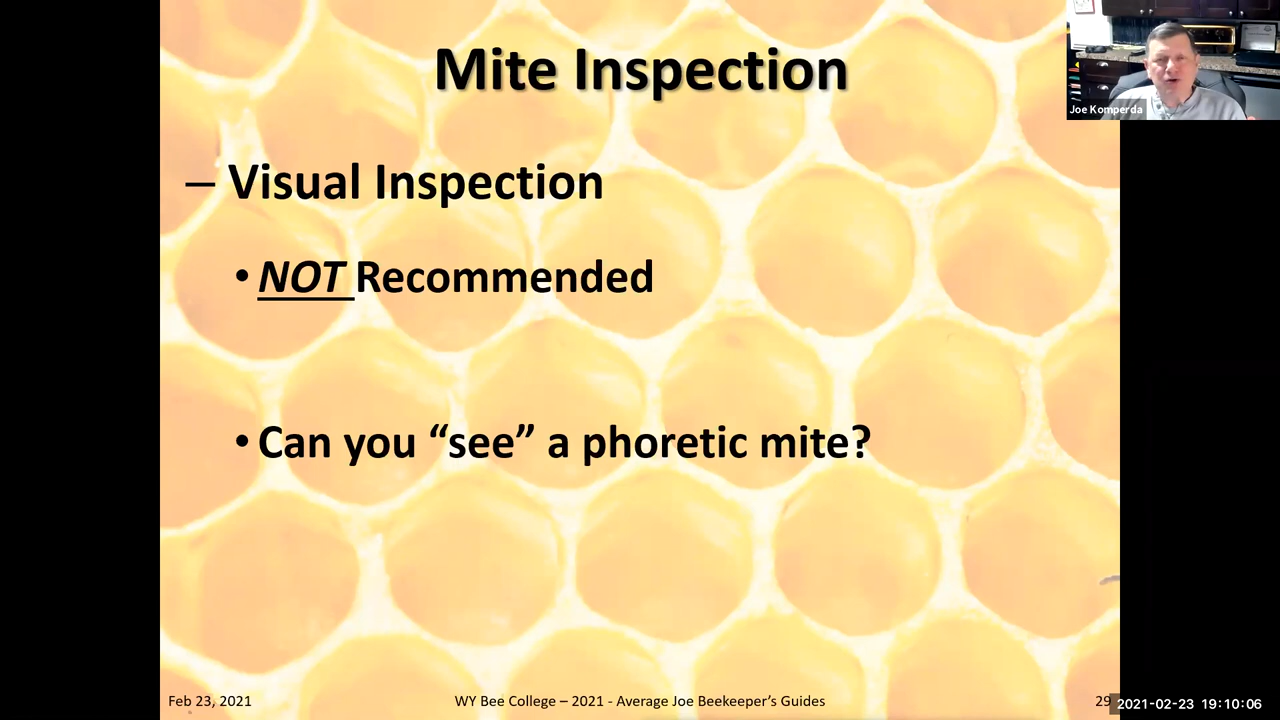 Mite Inspection
Joe Komperda
– Visual Inspection
• NOT Recommended
• Can you “see” a phoretic mite?
Feb 23, 2021
WY Bee College – 2021 - Average Joe Beekeeper’s Guides
29
2021-02-23 19:10:06